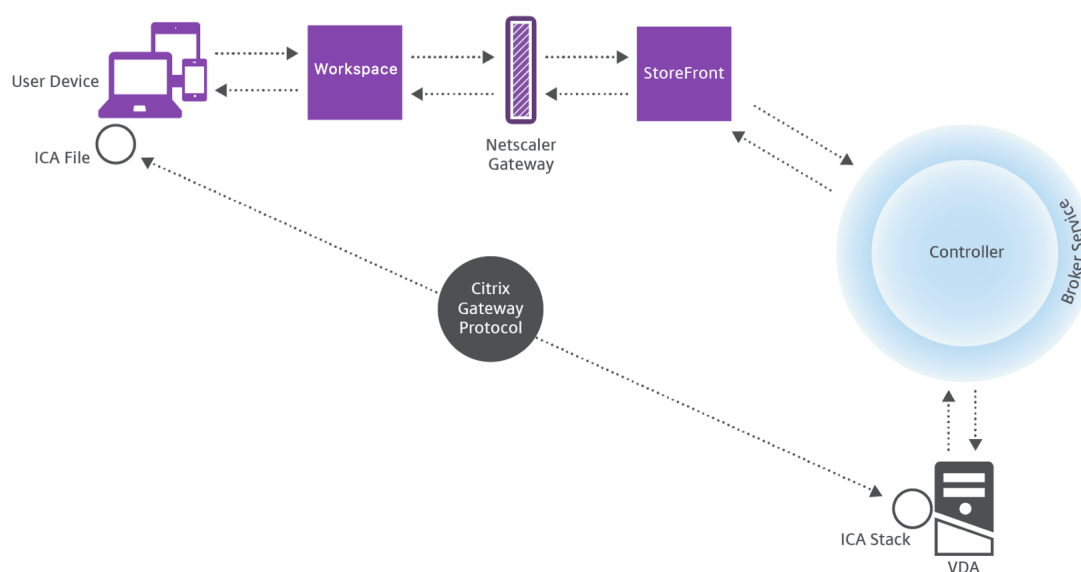 User Device
Workspace
StoreFront
Netscaler
Gateway
ICA File
Controller
Broker Service
Citrix
Gateway
Protocol
ICA Stack
VDA